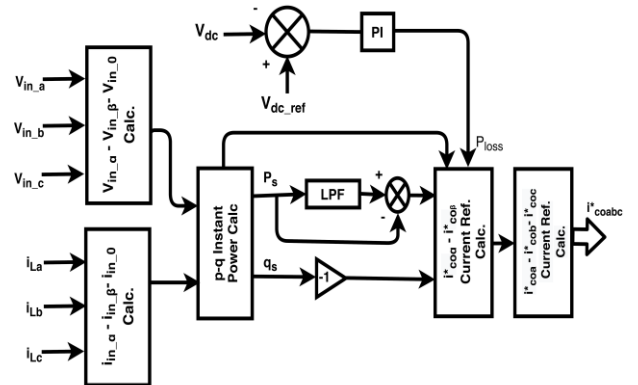 V_dc
-
+
V_dc_ref
PI
P_loss
V_in_a
V_in_b
V_in_c
V_in_α - V_in_β- V_in_0
Calc.
i_La
i_Lb
i_Lc
i_in_α - i_in_β- i_in_0
Calc.
p-q Instant
Power Calc
P_s
LPF
+
-
q_s
-1
i*_coα - i*_coβ
Current Ref.
Calc.
i*_coa - i*_cob- i*_coc
Current Ref.
Calc.
i*_coabc